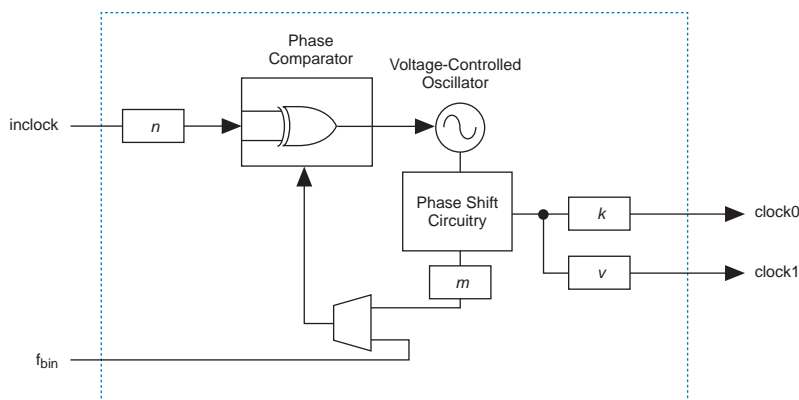 Phase
Comparator
Voltage-Controlled
Oscillator
inclock
n
Phase Shift
Circuitry
k
clock0
v
clock1
m
fbin